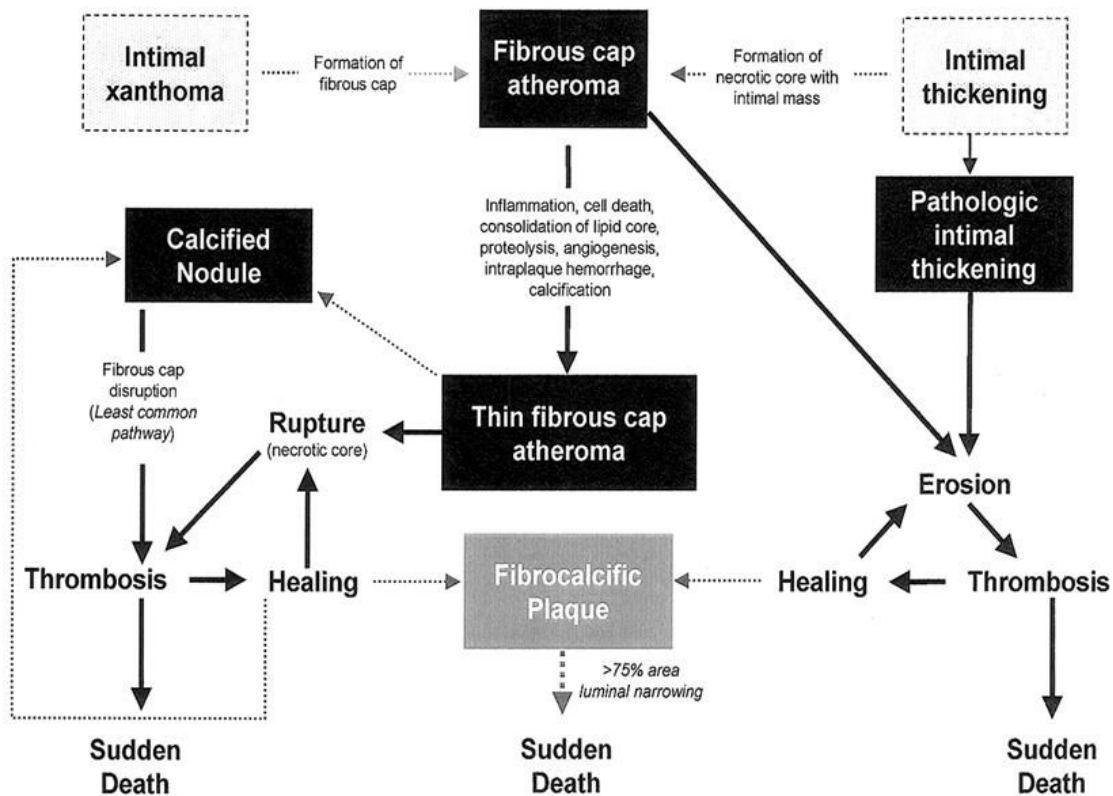 Intimal
xanthoma
Formation of
fibrous cap
Fibrous cap
atheroma
Formation of
necrotic core with
intimal mass
Intimal
thickening
Inflammation, cell death,
consolidation of lipid core,
proteolysis, angiogenesis,
intraplaque hemorrhage,
calcification
Pathologic
intimal
thickening
Calcified
Nodule
Fibrous cap
disruption
(Least common
pathway)
Rupture
(necrotic core)
Thin fibrous cap
atheroma
Erosion
Thrombosis
Healing
Fibrocalcific
Plaque
Healing
Thrombosis
>75% area
luminal narrowing
Sudden
Death
Sudden
Death
Sudden
Death